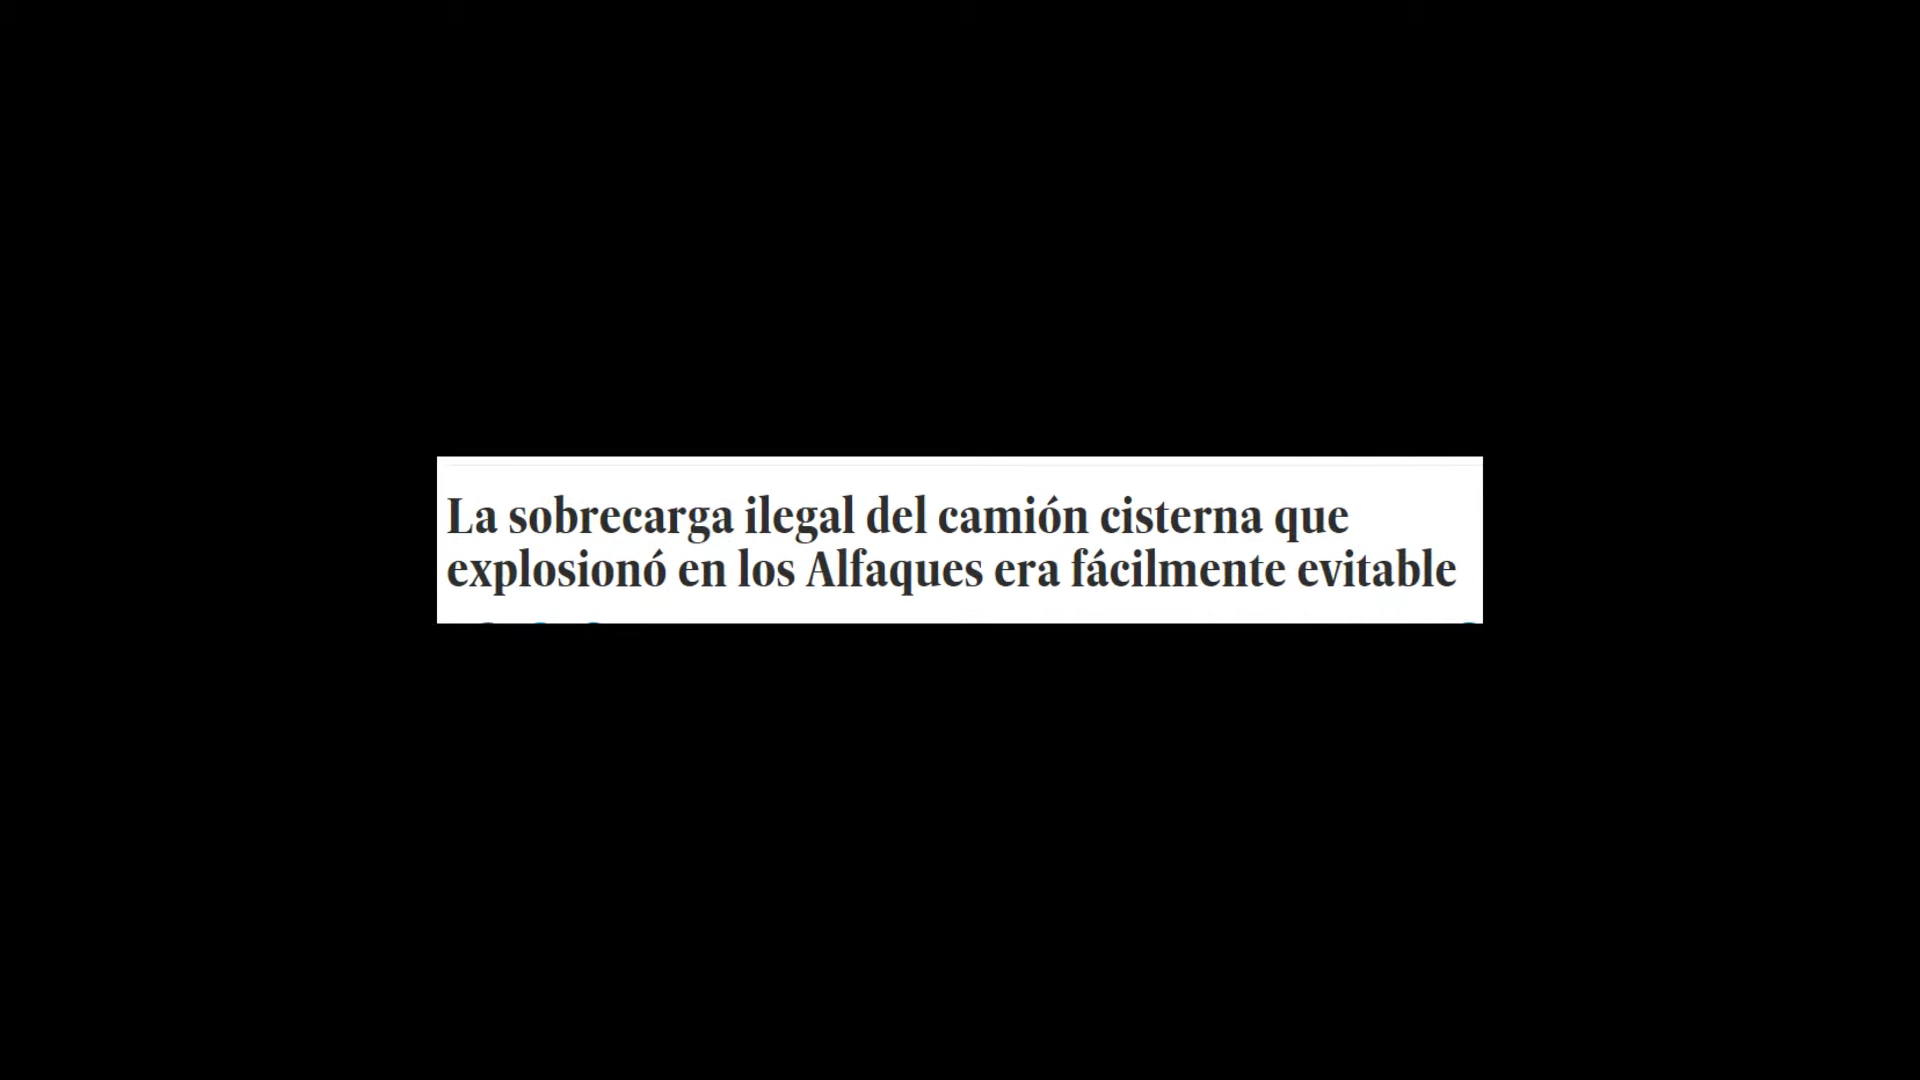 La sobrecarga ilegal del camión cisterna que
explosionó en los Alfaques era fácilmente evitable